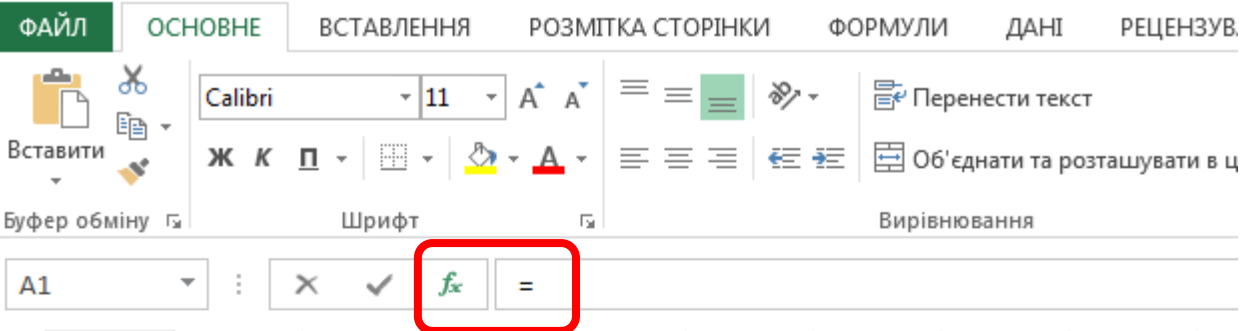 ФАЙЛ ОСНОВНЕ ВСТАВЛЕННЯ РОЗМІТКА СТОРІНКИ ФОРМУЛИ ДАНІ РЕЦЕНЗУВ
Calibri 11 A A Перенести текст
Вставити Ж К П А Об'єднати та розташувати в ц
Буфер обміну Шрифт Вирівнювання
A1 fx =